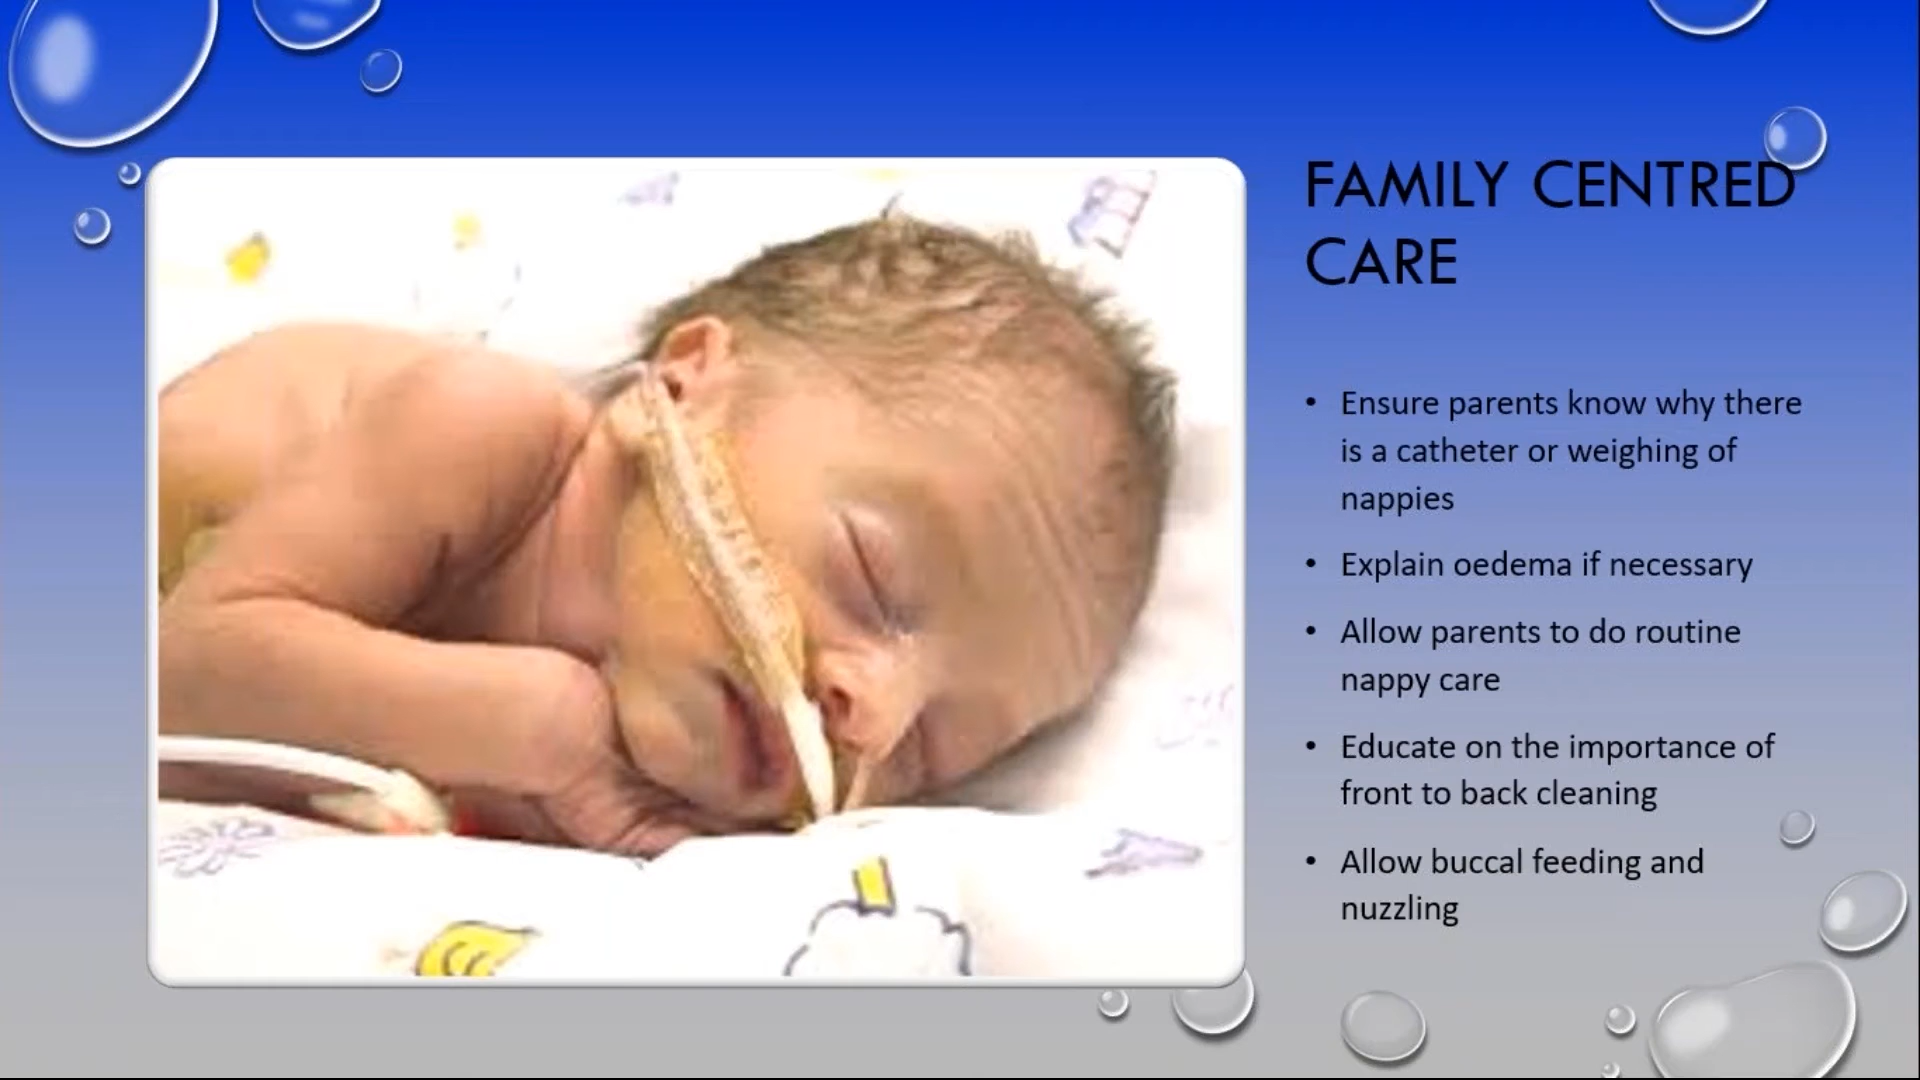 FAMILY CENTRED
CARE
• Ensure parents know why there
is a catheter or weighing of
nappies
• Explain oedema if necessary
• Allow parents to do routine
nappy care
• Educate on the importance of
front to back cleaning
• Allow buccal feeding and
nuzzling